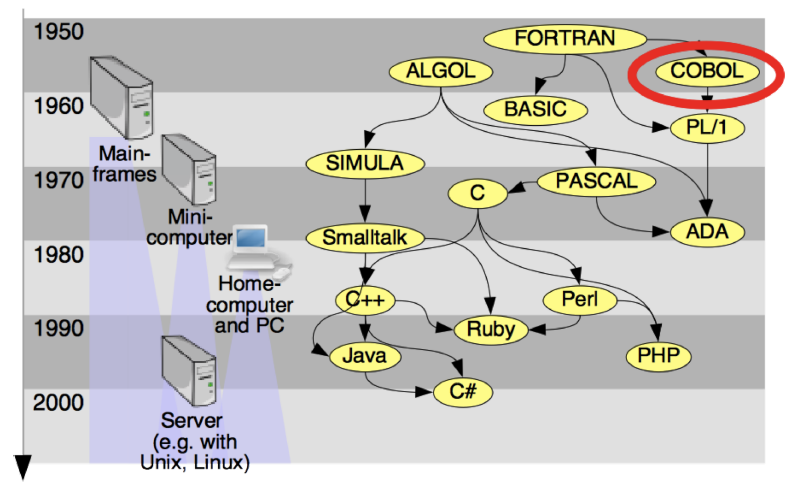 1950
FORTRAN
ALGOL
COBOL
1960
BASIC
PL/1
Main-
frames
SIMULA
1970
PASCAL
C
Mini-
computer
Smalltalk
ADA
1980
Home-
computer
and PC
C++
Perl
1990
Ruby
Java
PHP
2000
C#
Server
(e.g. with
Unix, Linux)